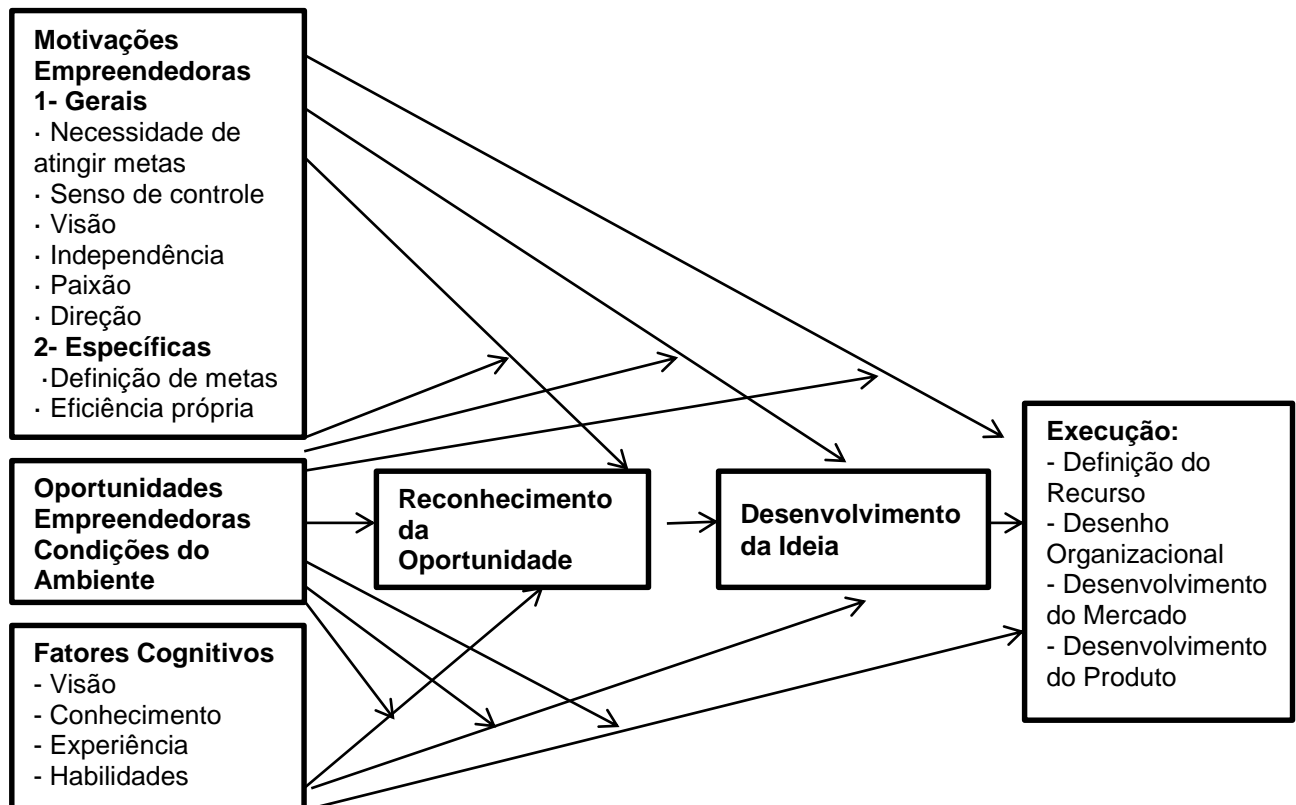 Motivações
Empreendedoras
1- Gerais
· Necessidade de
atingir metas
· Senso de controle
· Visão
· Independência
· Paixão
· Direção
2- Específicas
·Definição de metas
· Eficiência própria
Oportunidades
Empreendedoras
Condições do
Ambiente
Fatores Cognitivos
- Visão
- Conhecimento
- Experiência
- Habilidades
Reconhecimento
da
Oportunidade
Desenvolvimento
da Ideia
Execução:
- Definição do
Recurso
- Desenho
Organizacional
- Desenvolvimento
do Mercado
- Desenvolvimento
do Produto